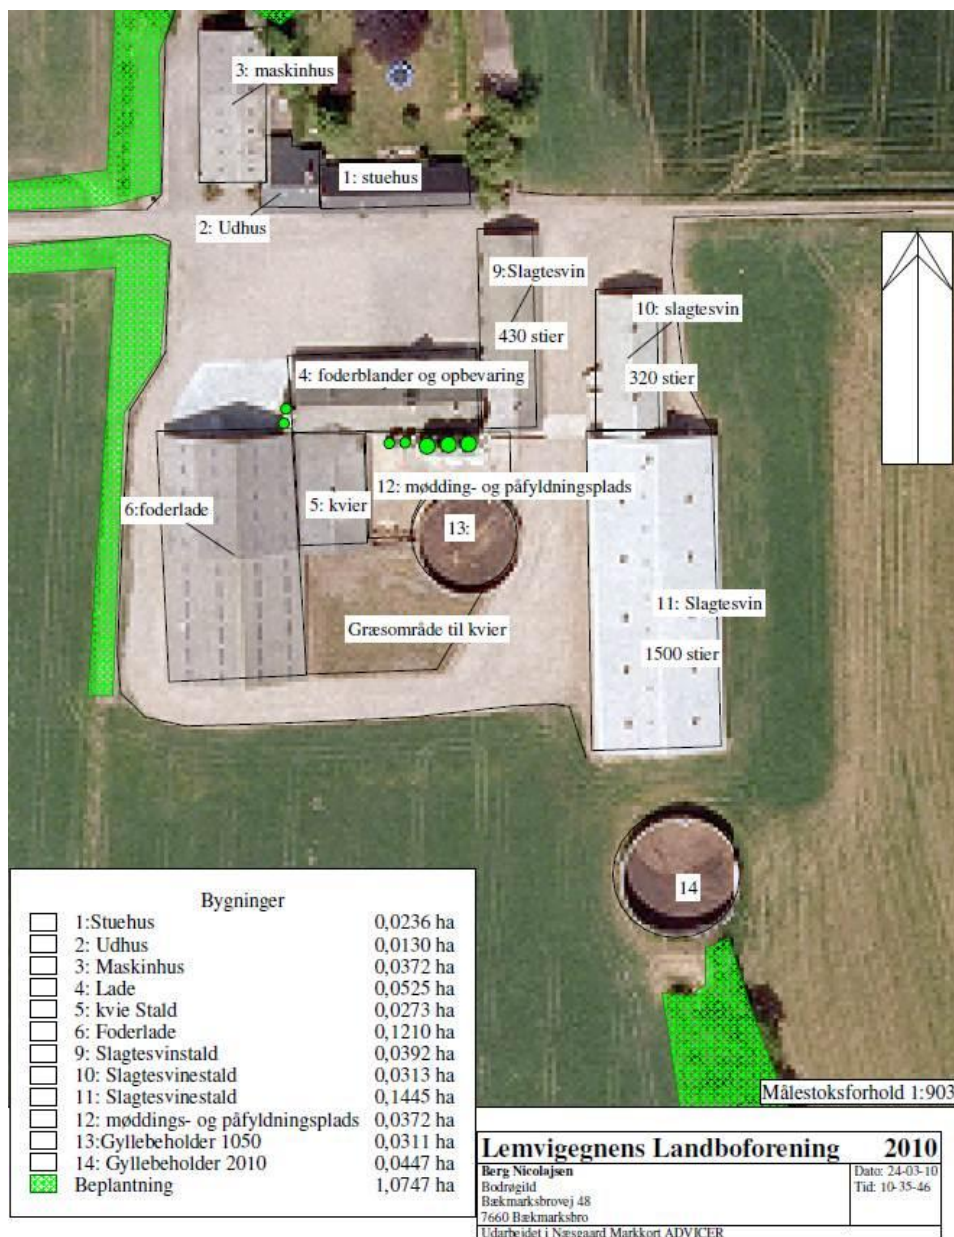 3: maskinhus
1: stuehus
2: Udhus
9:Slagtesvin
10: slagtesvin
430 stier
4: foderblander og opbevaring
320 stier
12: mødding- og påfyldningsplads
6:foderlade
5: kvier
13:
11: Slagtesvin
Græsområde til kvier
1500 stier
14
Målestoksforhold 1:903
Bygninger
1:Stuehus 0,0236 ha
2: Udhus 0,0130 ha
3: Maskinhus 0,0372 ha
4: Lade 0,0525 ha
5: kvie Stald 0,0273 ha
6: Foderlade 0,1210 ha
9: Slagtesvinstald 0,0392 ha
10: Slagtesvinestald 0,0313 ha
11: Slagtesvinestald 0,1445 ha
12: møddings- og påfyldningsplads 0,0372 ha
13:Gyllebeholder 1050 0,0311 ha
14: Gyllebeholder 2010 0,0447 ha
Beplantning 1,0747 ha
Lemvigegnens Landboforening 2010
Berg Nicolajsen
Bodrøgild
Bækmarksbrovej 48
7660 Bækmarksbro
Dato: 24-03-10
Tid: 10-35-46
Udarbejdet i Næsgaard Markkort ADVICER